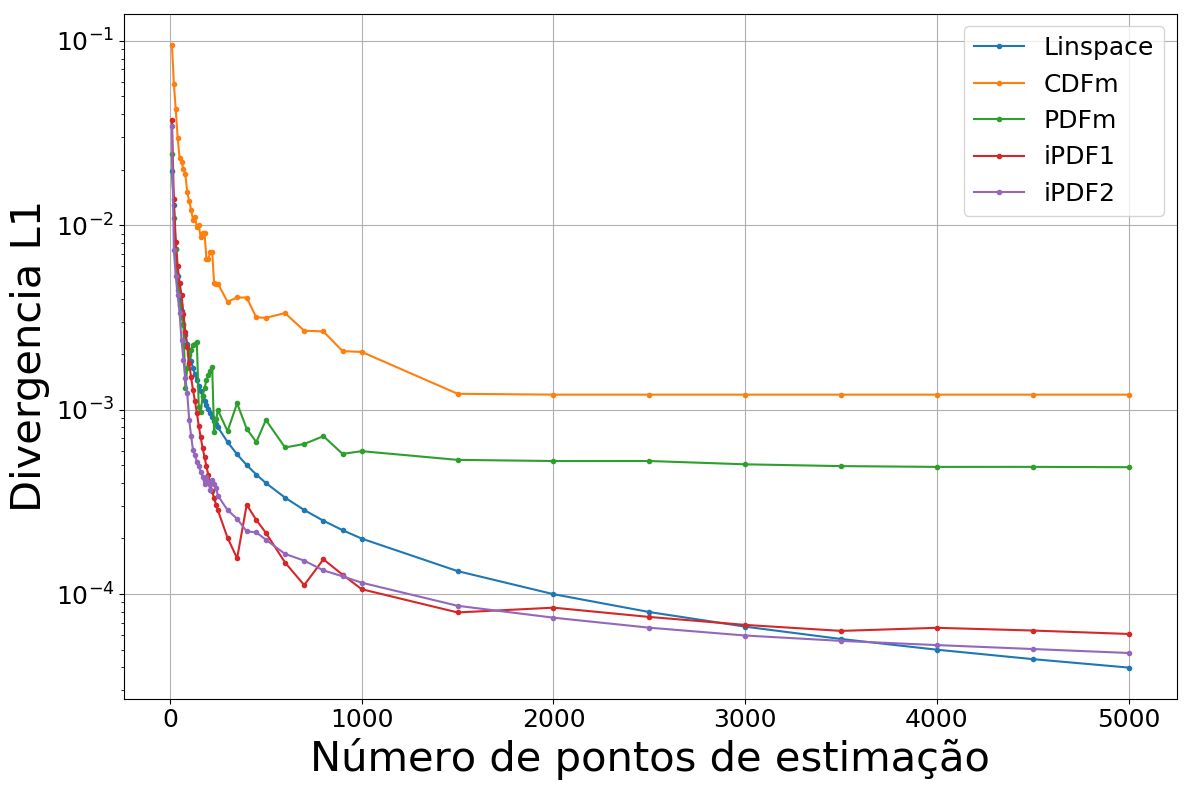 Divergencia L1
10⁻¹
10⁻²
10⁻³
10⁻⁴
0
1000
2000
3000
4000
5000
Número de pontos de estimação
Linspace
CDFm
PDFm
iPDF1
iPDF2